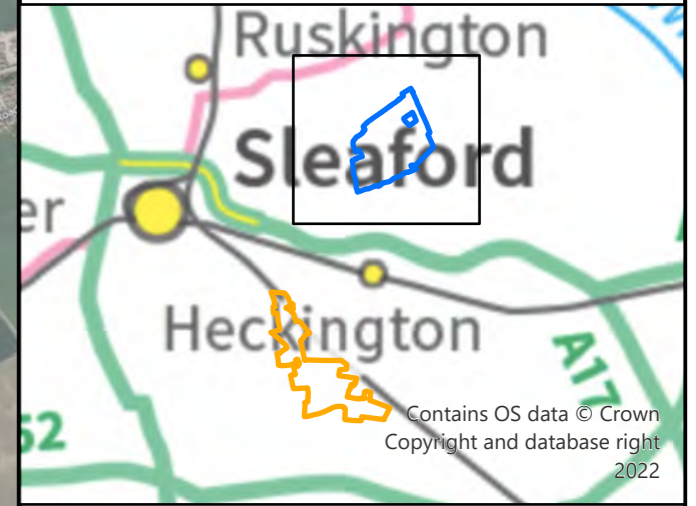 Ruskington
Sleaford
er
Heckington
A17
52
Contains OS data © Crown
Copyright and database right
2022